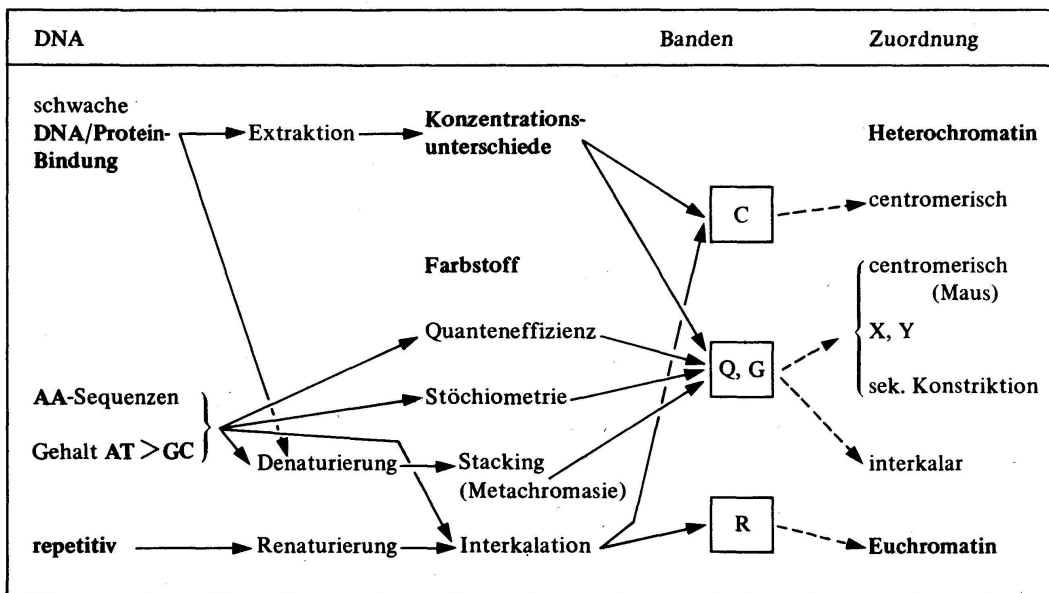 DNA Banden Zuordnung
schwache
DNA/Protein-
Bindung
Extraktion
Konzentrations-
unterschiede
Heterochromatin
C
centromerisch
Farbstoff
centromerisch
(Maus)
Quanteneffizienz
X, Y
Q, G
AA-Sequenzen
Stöchiometrie
sek. Konstriktion
Gehalt AT >GC
Denaturierung
Stacking
(Metachromasie)
interkalar
R
repetitiv
Renaturierung
Interkalation
Euchromatin